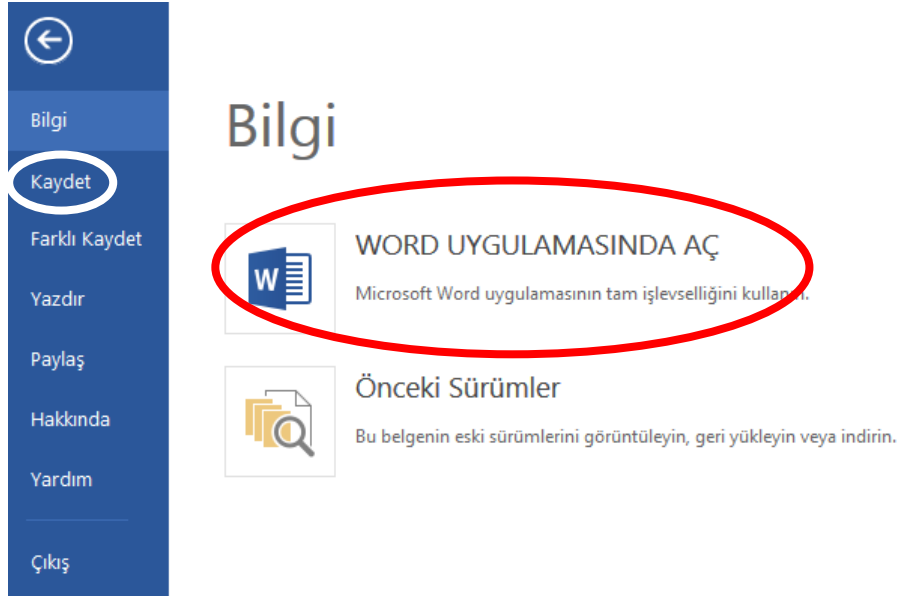 Bilgi
Kaydet
Farklı Kaydet
Yazdır
Paylaş
Hakkında
Yardım
Çıkış
Bilgi
WORD UYGULAMASINDA AÇ
Microsoft Word uygulamasının tam işlevselliğini kullanın.
Önceki Sürümler
Bu belgenin eski sürümlerini görüntüleyin, geri yükleyin veya indirin.
W